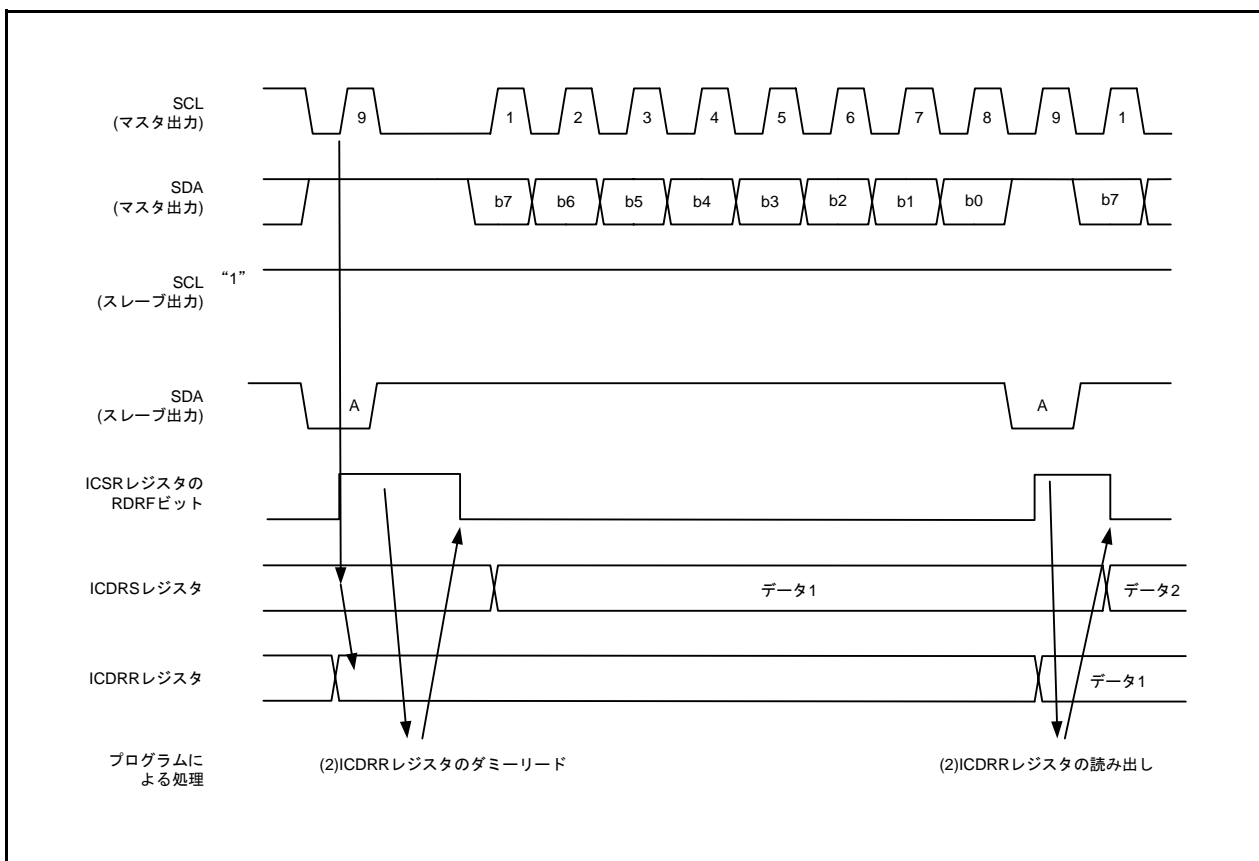 SCL
(マスタ出力)
9
1
2
3
4
5
6
7
8
9
1
SDA
(マスタ出力)
b7
b6
b5
b4
b3
b2
b1
b0
b7
SCL
(スレーブ出力)
“1”
SDA
(スレーブ出力)
A
A
ICSRレジスタの
RDRFビット
ICDRSレジスタ
データ1
データ2
ICDRRレジスタ
データ1
プログラムに
よる処理
(2)ICDRRレジスタのダミーリード
(2)ICDRRレジスタの読み出し